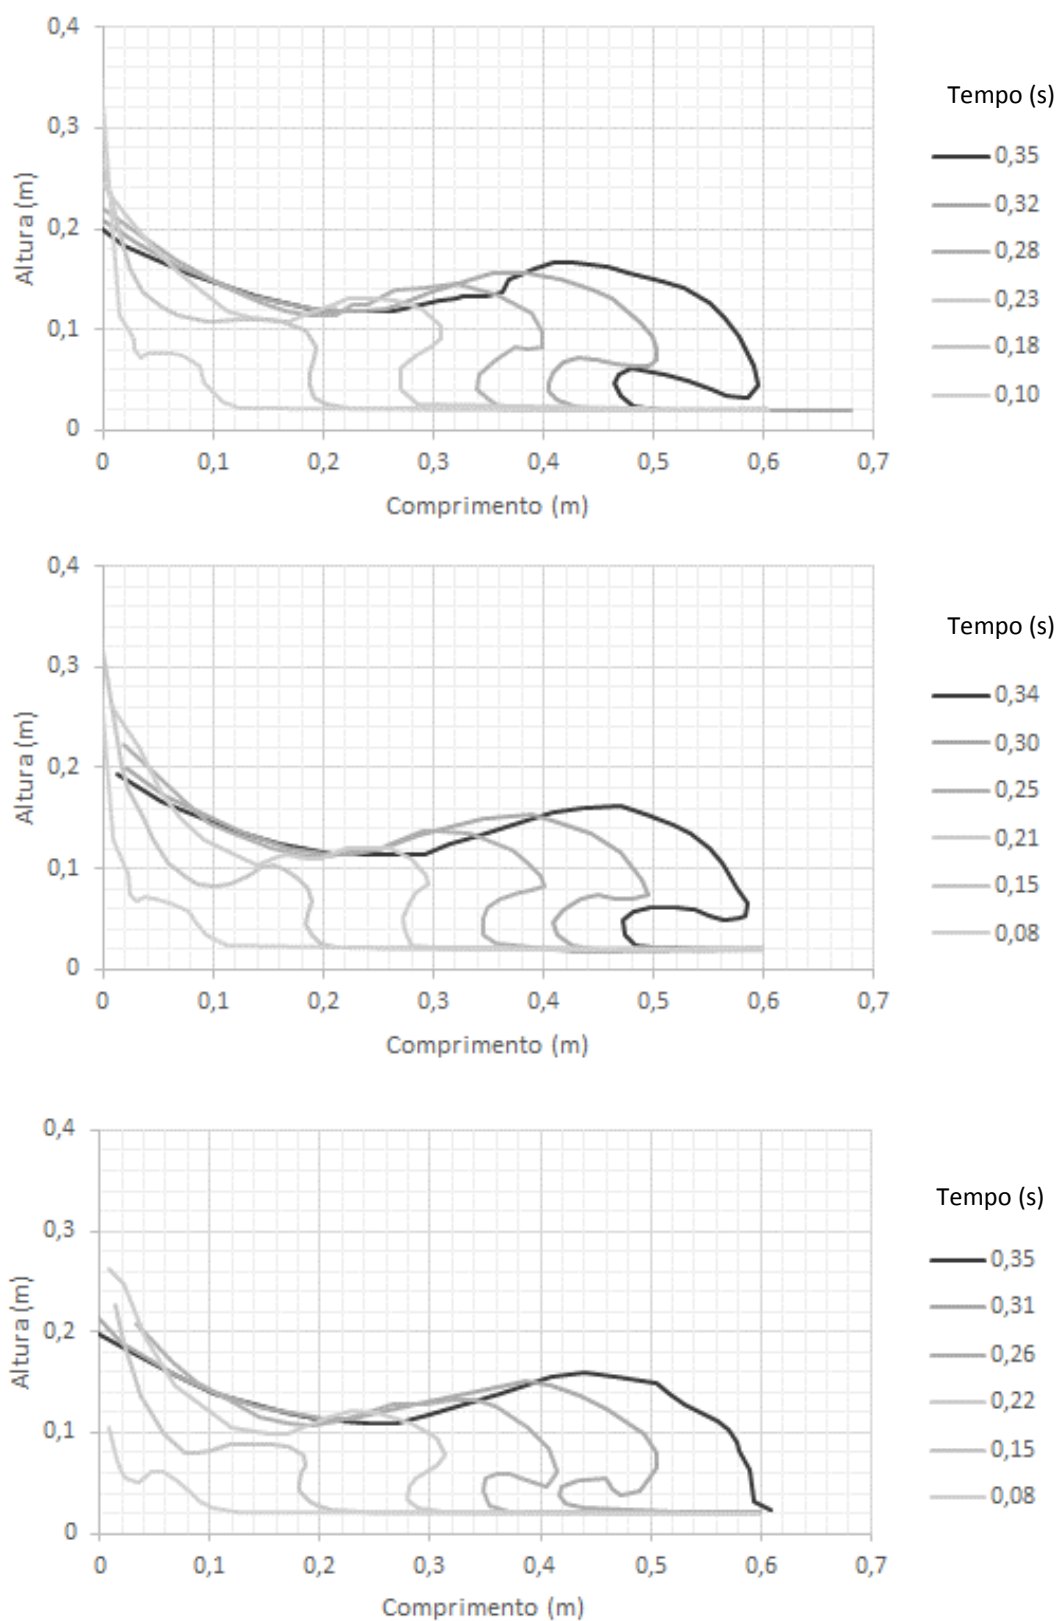 0,4
0,3
0,2
0,1
0
Altura (m)
0 0,1 0,2 0,3 0,4 0,5 0,6 0,7
Comprimento (m)
Tempo (s)
0,35
0,32
0,28
0,23
0,18
0,10
0,4
0,3
0,2
0,1
0
Altura (m)
0 0,1 0,2 0,3 0,4 0,5 0,6 0,7
Comprimento (m)
Tempo (s)
0,34
0,30
0,25
0,21
0,15
0,08
0,4
0,3
0,2
0,1
0
Altura (m)
0 0,1 0,2 0,3 0,4 0,5 0,6 0,7
Comprimento (m)
Tempo (s)
0,35
0,31
0,26
0,22
0,15
0,08